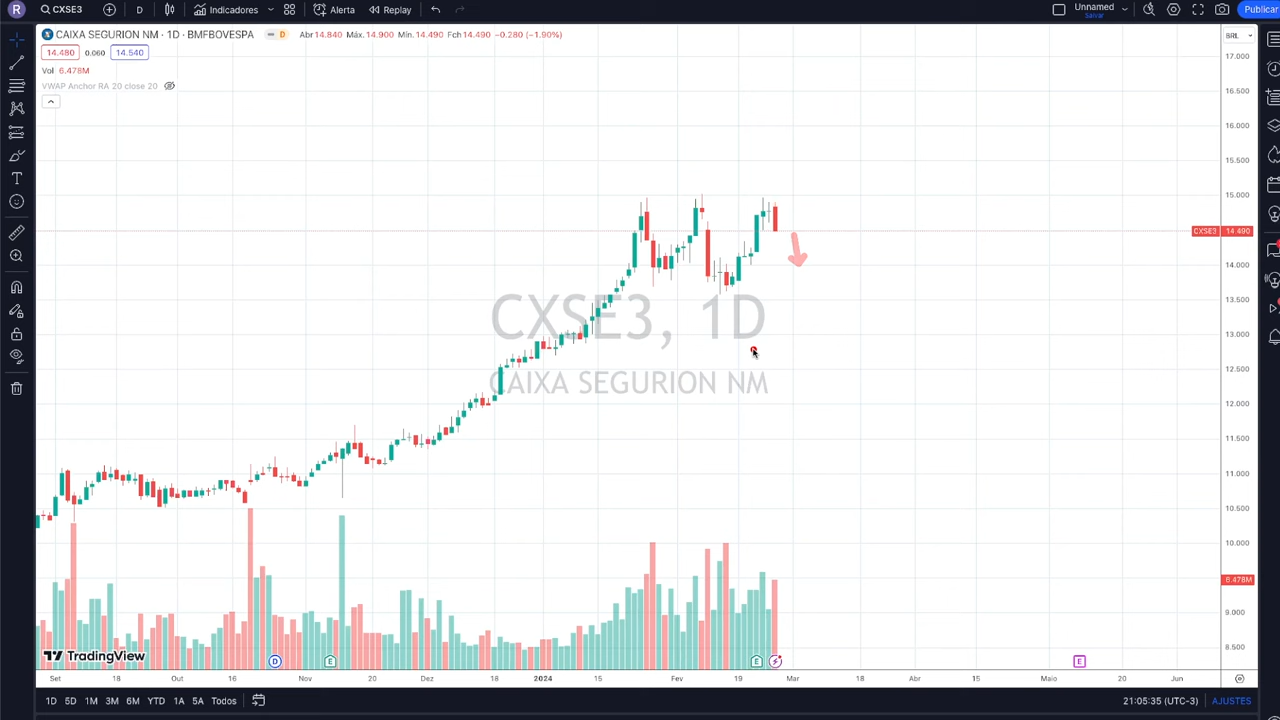 R CXSE3 D Indicadores Alerta Replay Unnamed Salvar Publicar
CAIXA SEGURION NM · 1D · BMFBOVESPA D Abr 14.840 Máx. 14.900 Mín. 14.490 Fch 14.490 −0.280 (−1.90%) BRL
14.480 0.060 14.540
Vol 6.478M
VWAP Anchor RA 20 close 20
17.000
16.500
16.000
15.500
15.000
CXSE3 14.490
14.000
13.500
13.000
12.500
12.000
11.500
11.000
10.500
10.000
6.478M
9.000
8.500
CXSE3, 1D
CAIXA SEGURION NM
TradingView
D E E E
Set 18 Out 16 Nov 20 Dez 18 2024 15 Fev 19 Mar 18 Abr 15 Maio 20 Jun
1D 5D 1M 3M 6M YTD 1A 5A Todos 21:05:35 (UTC-3) AJUSTES